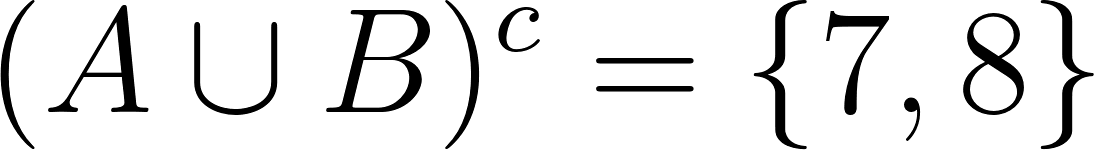 (A ∪ B)ᶜ = {7, 8}